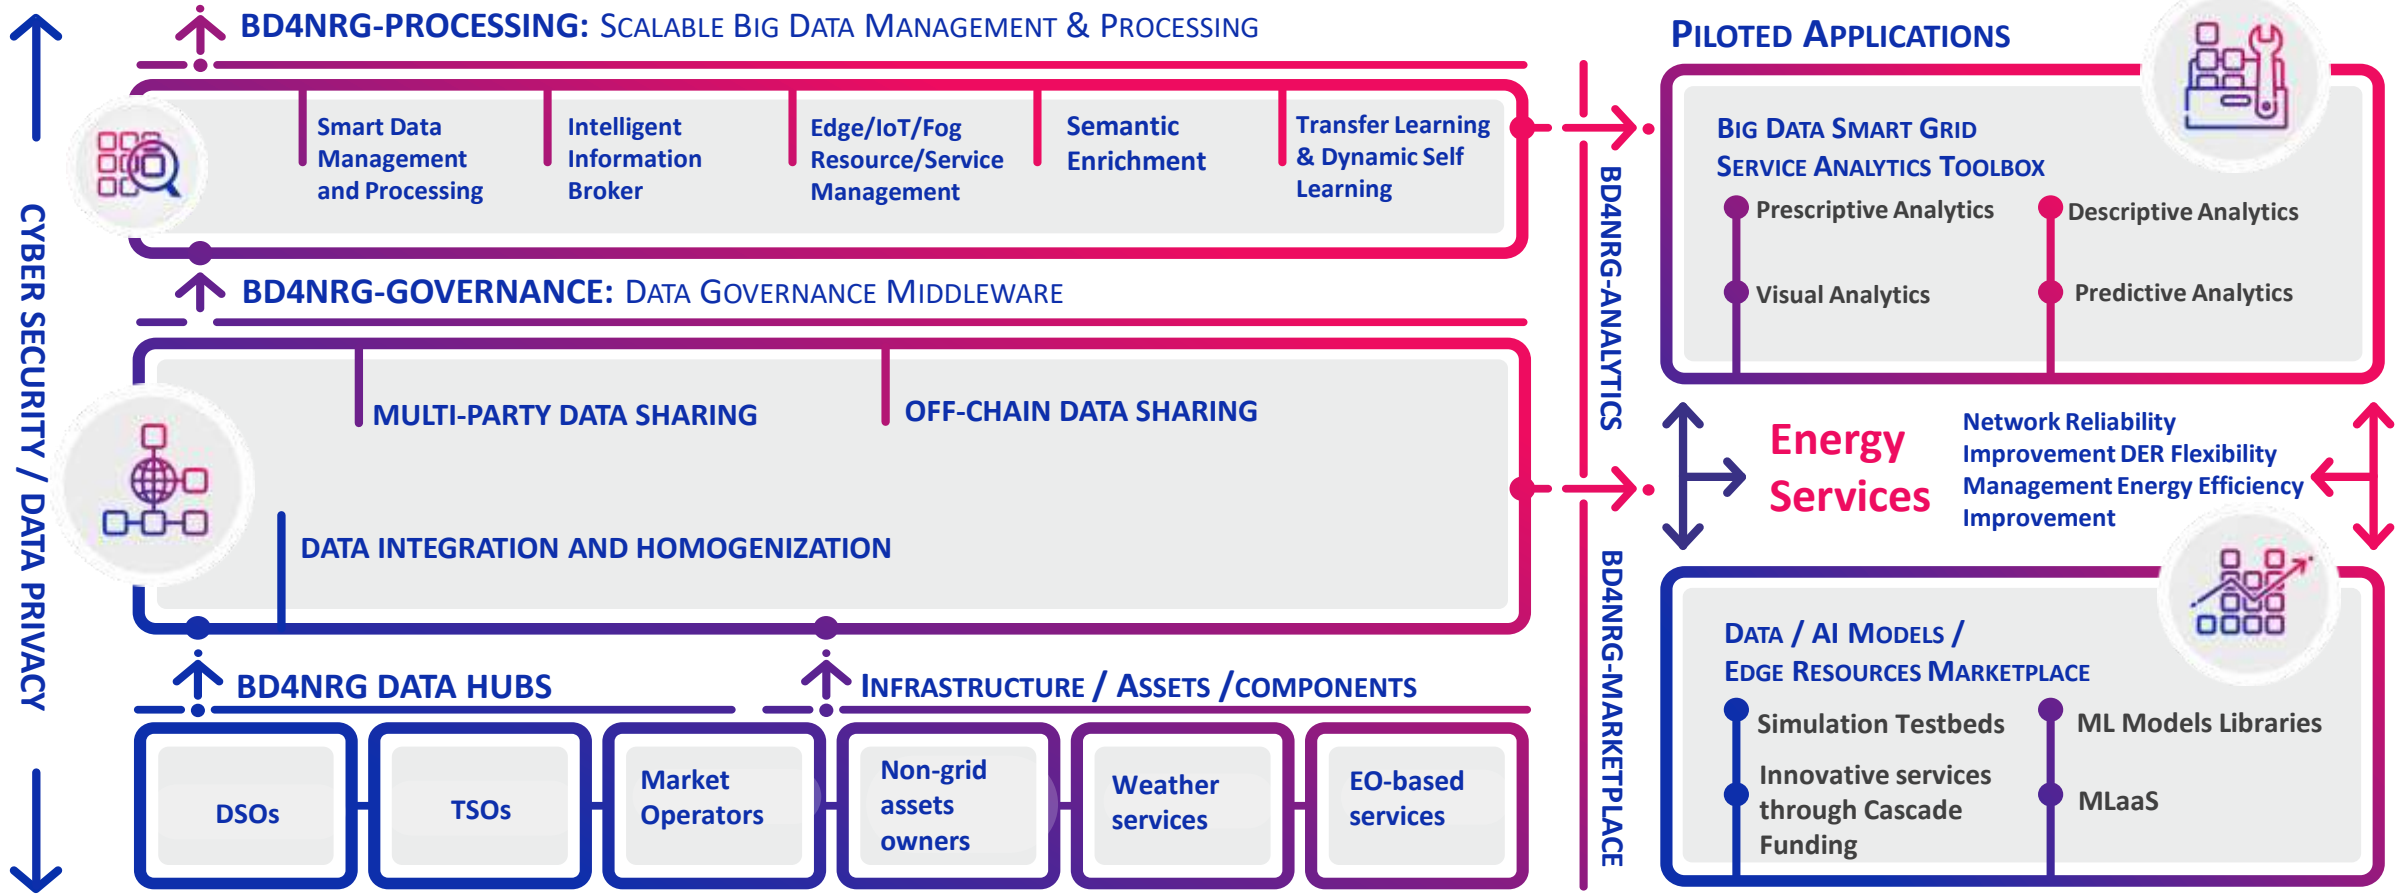 CYBER SECURITY / DATA PRIVACY
BD4NRG-PROCESSING: SCALABLE BIG DATA MANAGEMENT & PROCESSING
Smart Data
Management
and Processing
Intelligent
Information
Broker
Edge/IoT/Fog
Resource/Service
Management
Semantic
Enrichment
Transfer Learning
& Dynamic Self
Learning
BD4NRG-GOVERNANCE: DATA GOVERNANCE MIDDLEWARE
MULTI-PARTY DATA SHARING
OFF-CHAIN DATA SHARING
DATA INTEGRATION AND HOMOGENIZATION
BD4NRG DATA HUBS
INFRASTRUCTURE / ASSETS /COMPONENTS
DSOs
TSOs
Market
Operators
Non-grid
assets
owners
Weather
services
EO-based
services
BD4NRG-ANALYTICS
BD4NRG-MARKETPLACE
PILOTED APPLICATIONS
BIG DATA SMART GRID
SERVICE ANALYTICS TOOLBOX
Prescriptive Analytics
Descriptive Analytics
Visual Analytics
Predictive Analytics
Energy
Services
Network Reliability
Improvement DER Flexibility
Management Energy Efficiency
Improvement
DATA / AI MODELS /
EDGE RESOURCES MARKETPLACE
Simulation Testbeds
ML Models Libraries
Innovative services
through Cascade
Funding
MLaaS